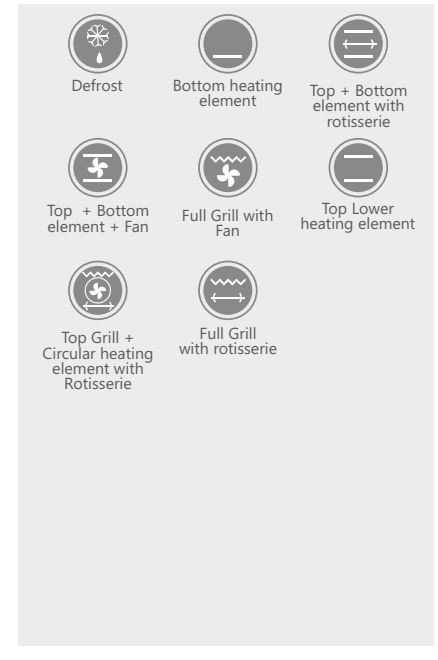 Defrost
Bottom heating
element
Top + Bottom
element with
rotisserie
Top + Bottom
element + Fan
Full Grill with
Fan
Top Lower
heating element
Top Grill +
Circular heating
element with
Rotisserie
Full Grill
with rotisserie